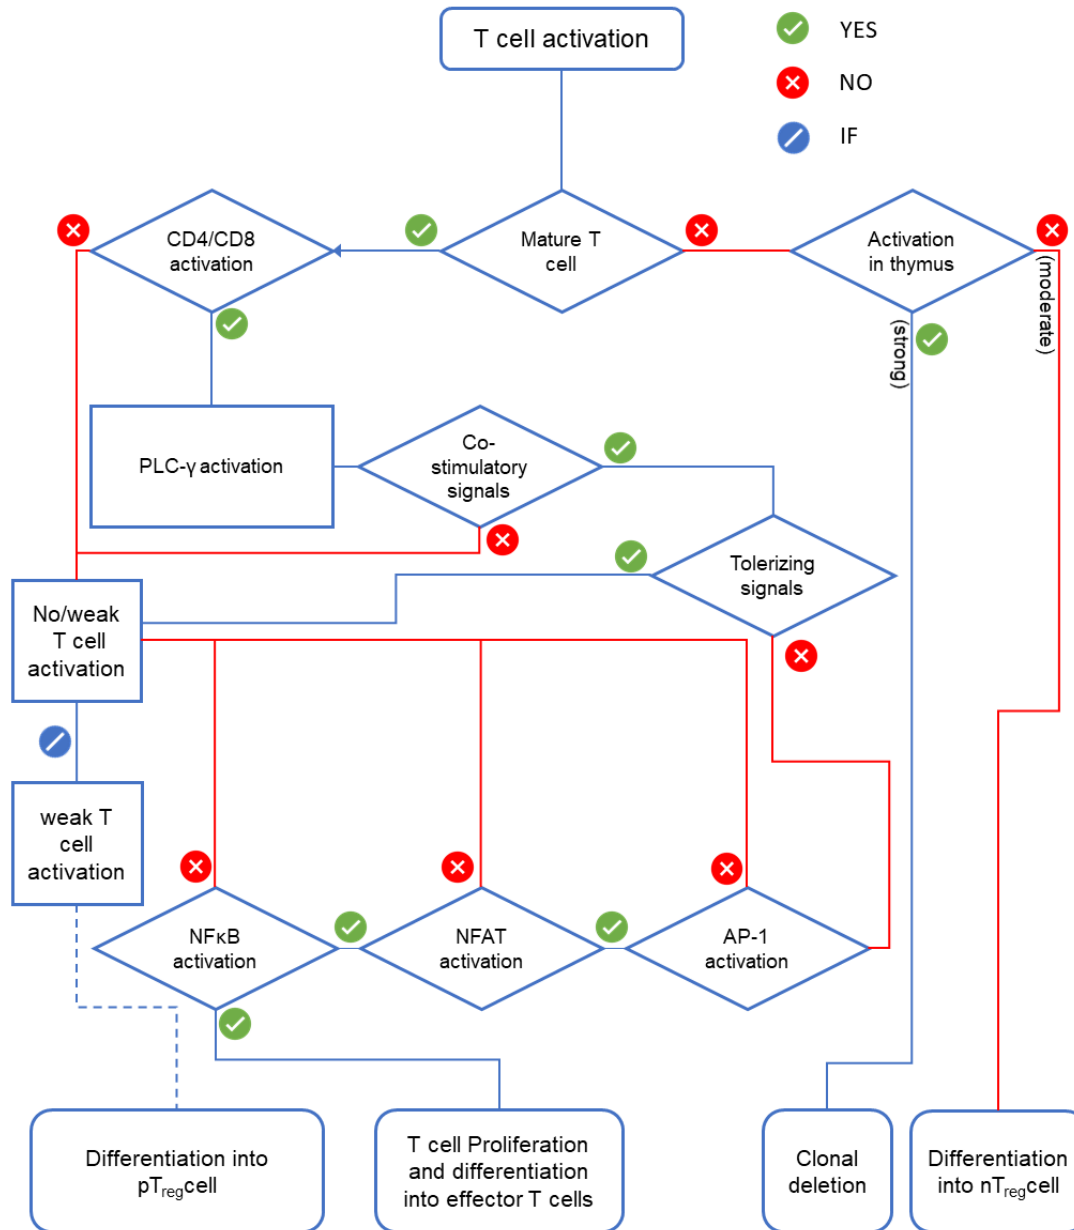 T cell activation
YES
NO
IF
CD4/CD8
activation
Mature T
cell
Activation
in thymus
(moderate)
(strong)
PLC-γ activation
Co-
stimulatory
signals
Tolerizing
signals
No/weak
T cell
activation
weak T
cell
activation
NFκB
activation
NFAT
activation
AP-1
activation
Differentiation into
pTregcell
T cell Proliferation
and differentiation
into effector T cells
Clonal
deletion
Differentiation
into nTregcell